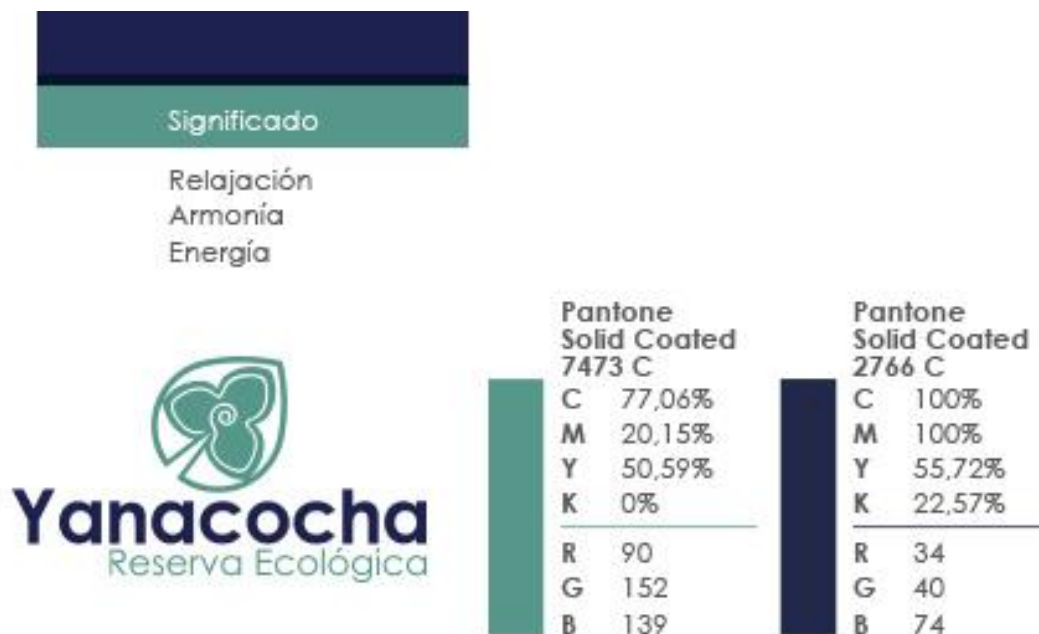 Significado
Relajación
Armonía
Energía
Yanacocha
Reserva Ecológica
Pantone
Solid Coated
7473 C
C 77,06%
M 20,15%
Y 50,59%
K 0%
R 90
G 152
B 139
Pantone
Solid Coated
2766 C
C 100%
M 100%
Y 55,72%
K 22,57%
R 34
G 40
B 74